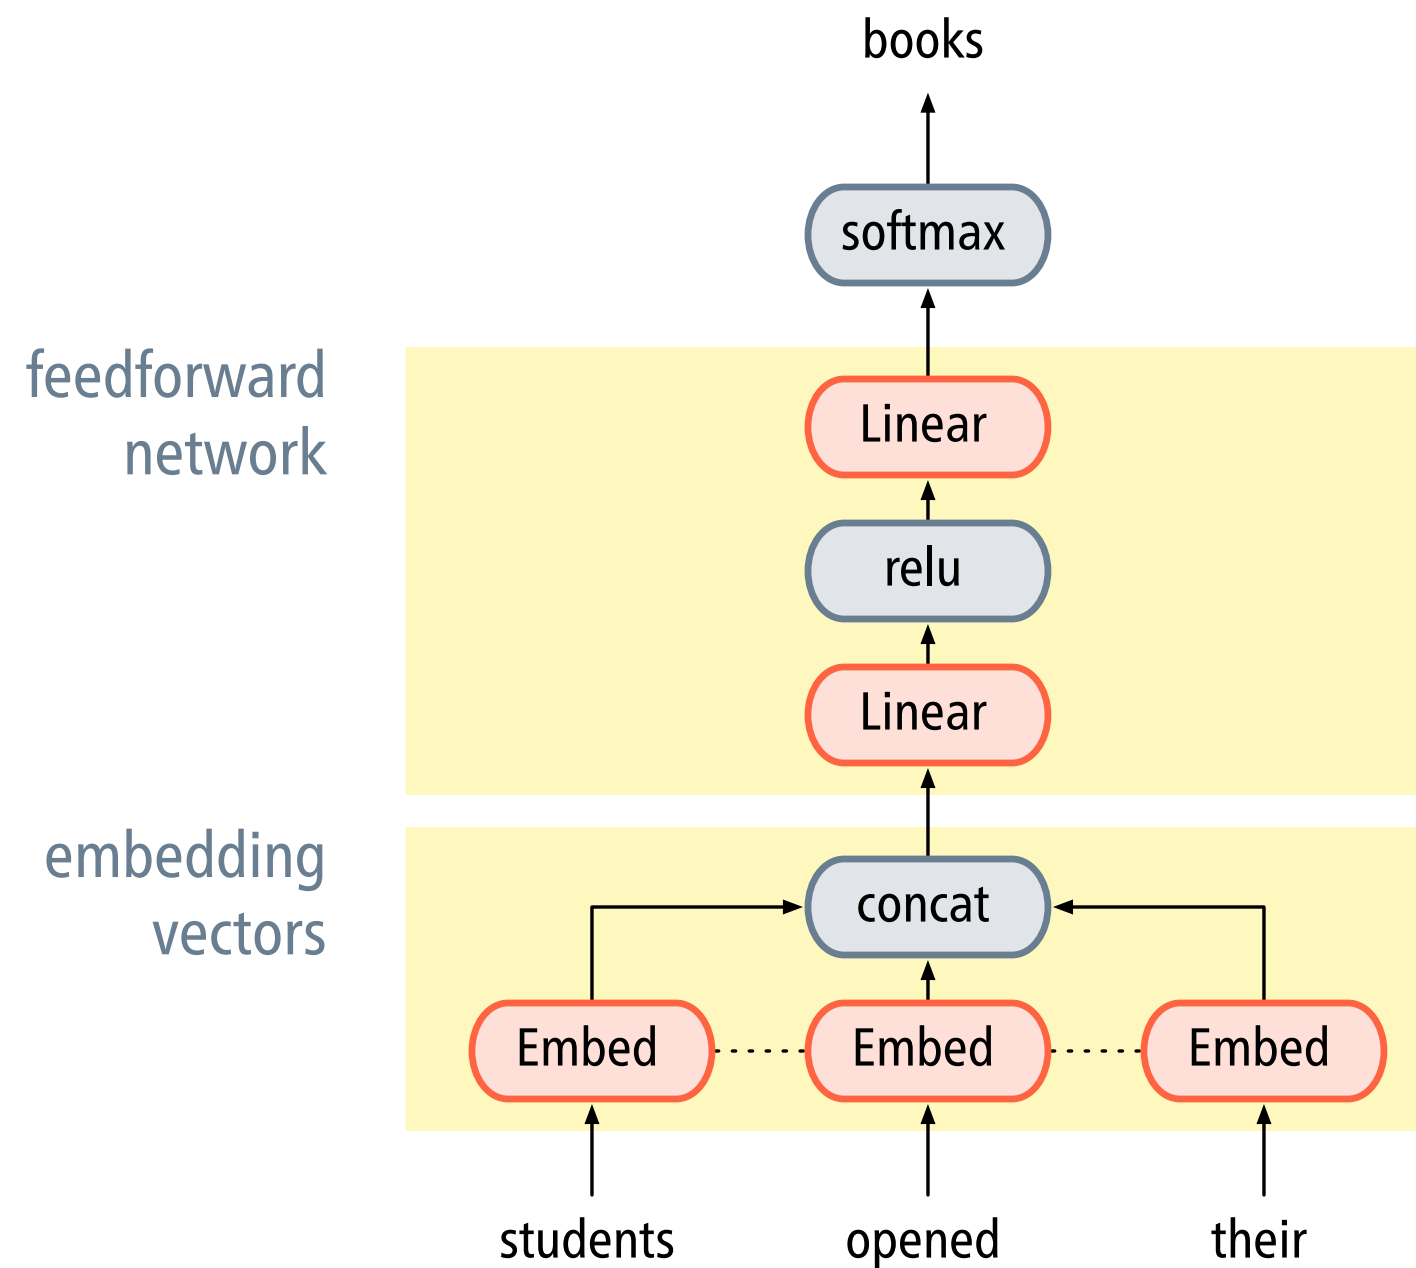 books
softmax
feedforward
network
Linear
relu
Linear
embedding
vectors
concat
Embed Embed Embed
students opened their